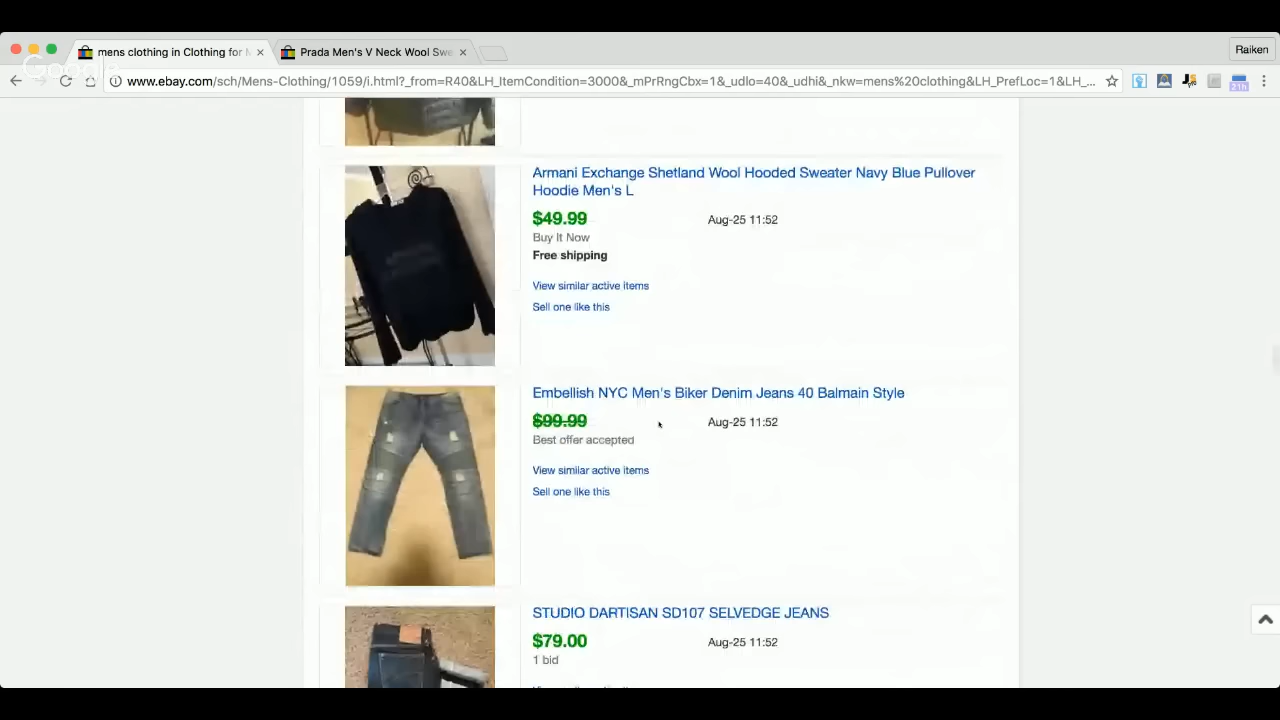 mens clothing in Clothing for M
Prada Men's V Neck Wool Swe
Raiken
Google
www.ebay.com/sch/Mens-Clothing/1059/i.html?_from=R40&LH_ItemCondition=3000&_mPrRngCbx=1&_udlo=40&_udhi&_nkw=mens%20clothing&LH_PrefLoc=1&LH_...
21h
Armani Exchange Shetland Wool Hooded Sweater Navy Blue Pullover
Hoodie Men's L
$49.99 Aug-25 11:52
Buy It Now
Free shipping
View similar active items
Sell one like this
Embellish NYC Men's Biker Denim Jeans 40 Balmain Style
$99.99 Aug-25 11:52
Best offer accepted
View similar active items
Sell one like this
STUDIO DARTISAN SD107 SELVEDGE JEANS
$79.00 Aug-25 11:52
1 bid